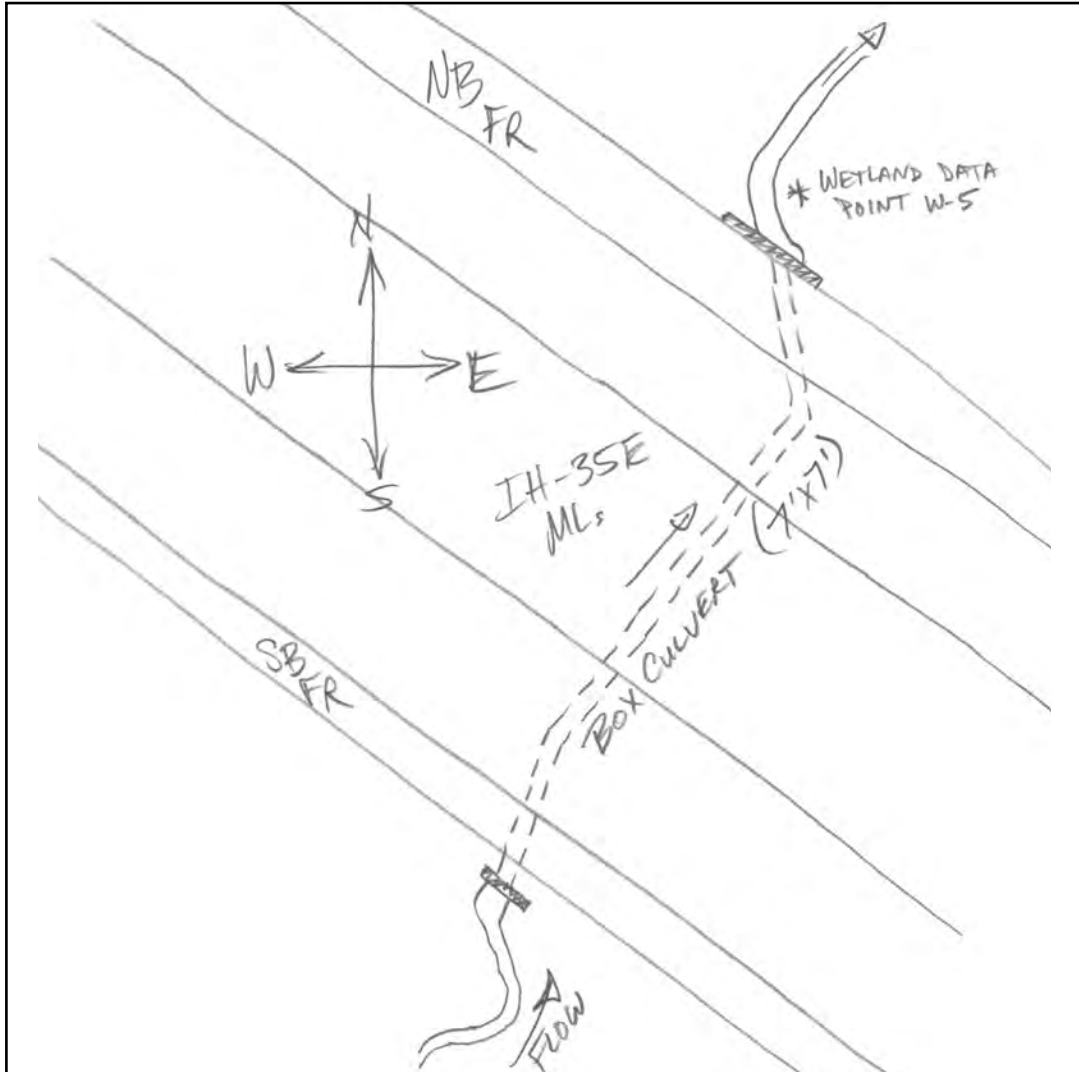 NB
FR
* WETLAND DATA
POINT W-5
N
W
E
S
IH-35E
MLs
BOX CULVERT (7'x7')
SB
FR
FLOW